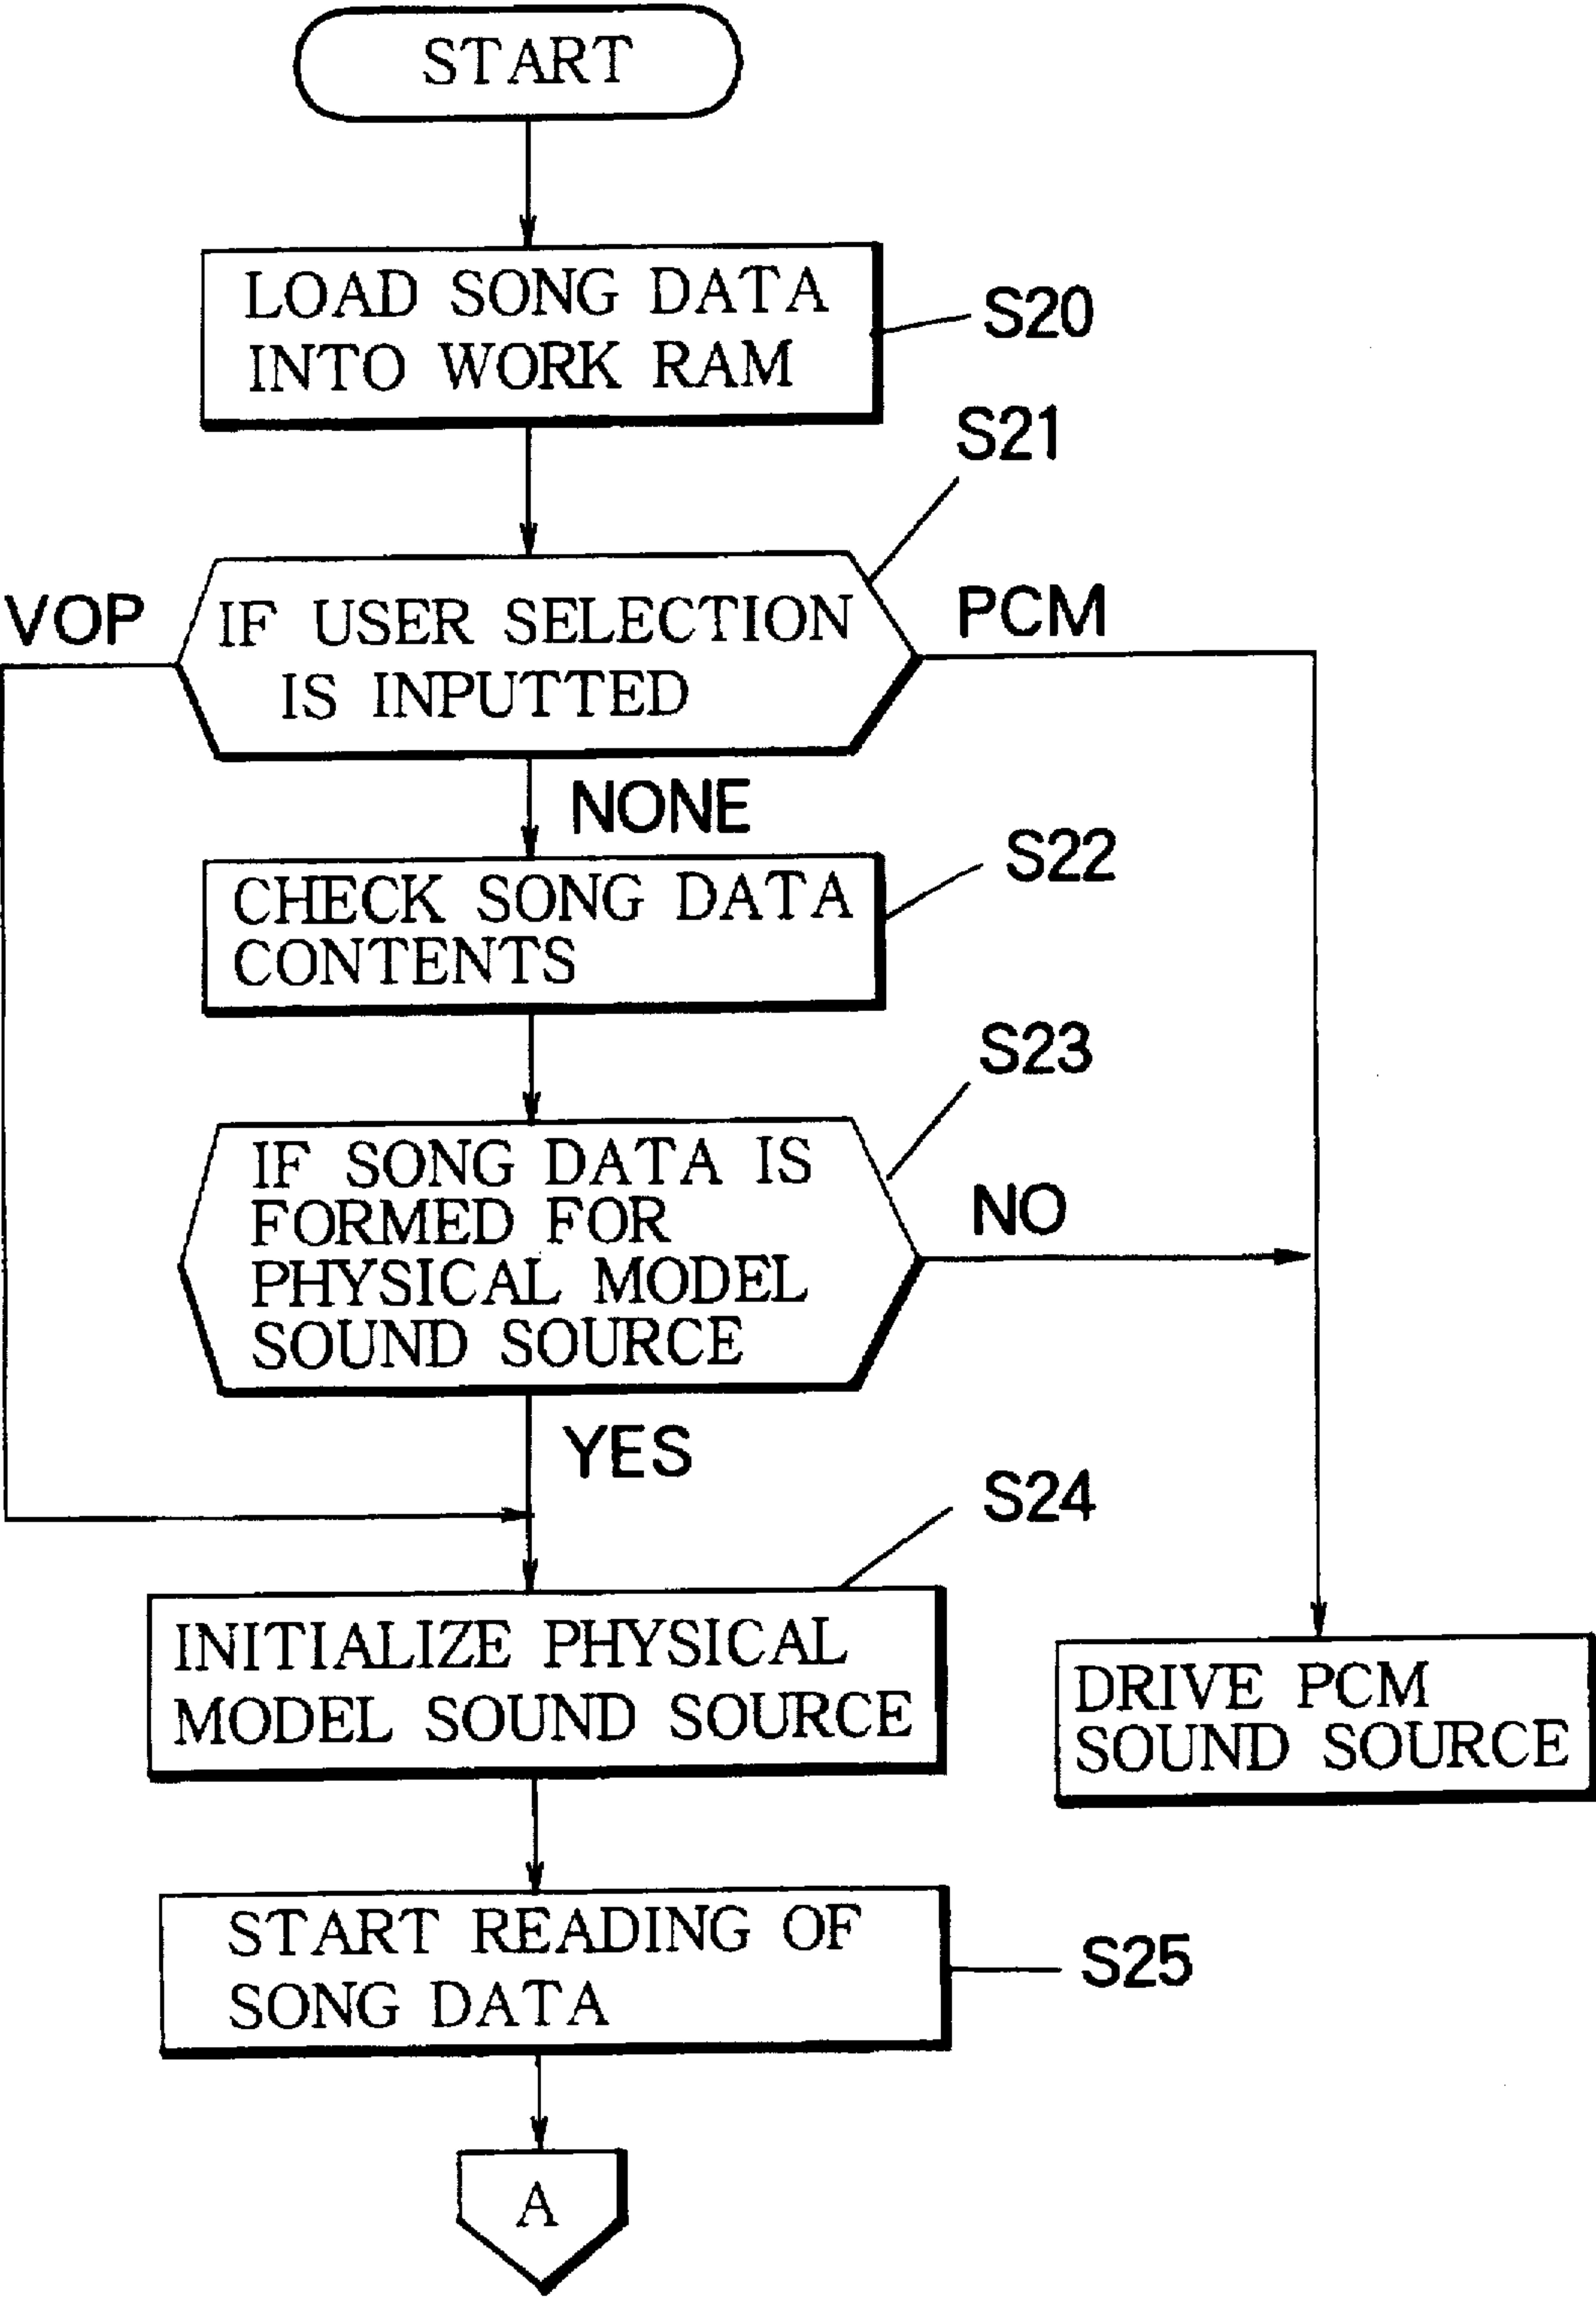 START
LOAD SONG DATA
INTO WORK RAM
S20
S21
VOP
IF USER SELECTION
IS INPUTTED
PCM
NONE
CHECK SONG DATA
CONTENTS
S22
S23
IF SONG DATA IS
FORMED FOR
PHYSICAL MODEL
SOUND SOURCE
NO
YES
S24
INITIALIZE PHYSICAL
MODEL SOUND SOURCE
DRIVE PCM
SOUND SOURCE
START READING OF
SONG DATA
S25
A